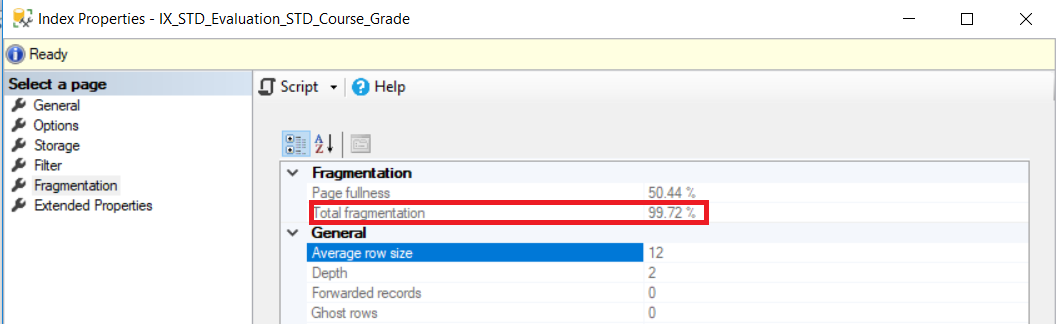 Index Properties - IX_STD_Evaluation_STD_Course_Grade
Ready
Select a page
General
Options
Storage
Filter
Fragmentation
Extended Properties
Script
Help
A
Z
Fragmentation
Page fullness 50.44 %
Total fragmentation 99.72 %
General
Average row size 12
Depth 2
Forwarded records 0
Ghost rows 0